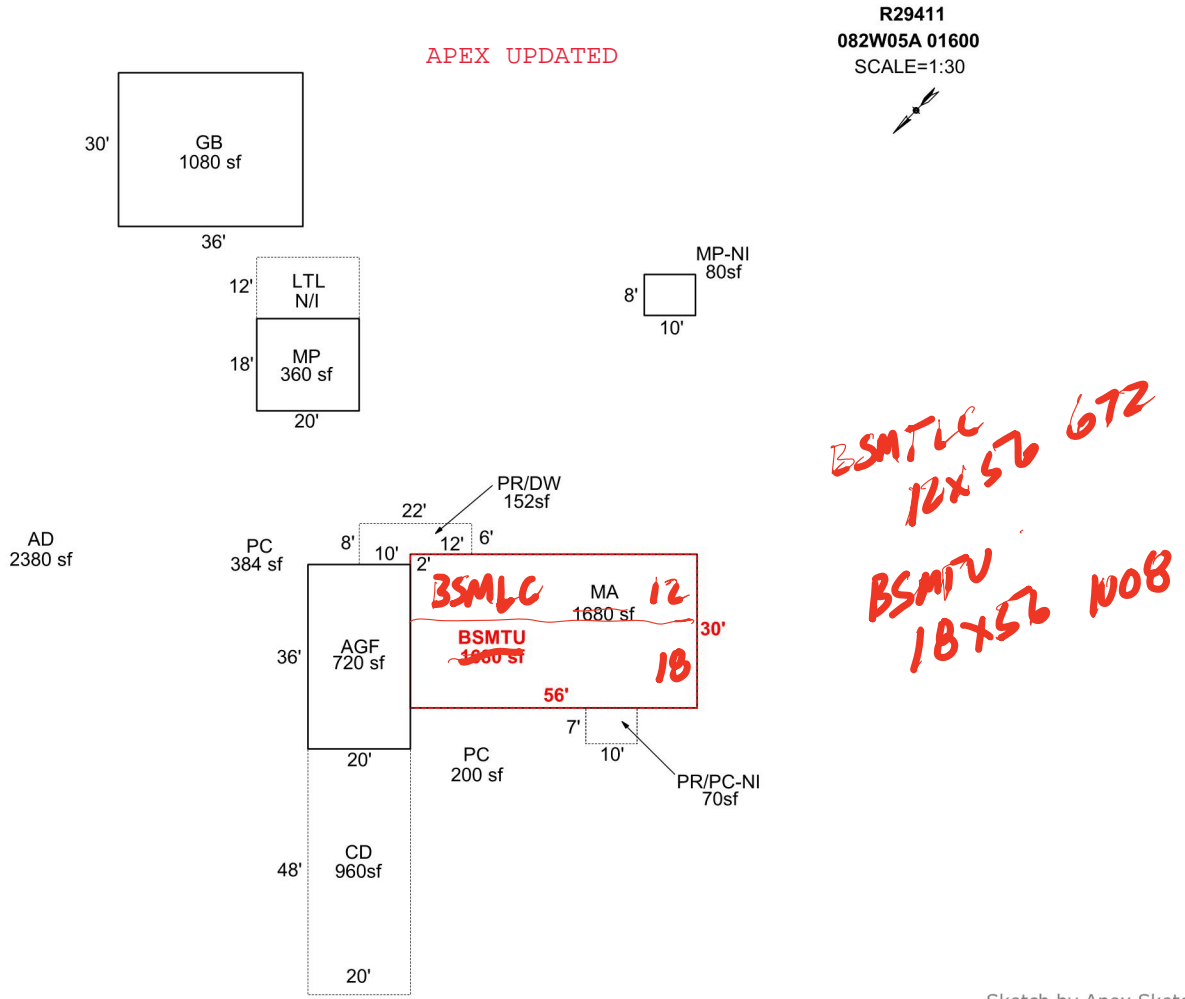 R29411
082W05A 01600
SCALE=1:30
APEX UPDATED
30'
GB
1080 sf
36'
12'
LTL
N/I
18'
MP
360 sf
20'
MP-NI
80sf
8'
10'
BSMTLC
12x56 672
BSMTU
18x56 1008
PR/DW
152sf
22'
8'
10'
12'
6'
2'
AD
2380 sf
PC
384 sf
BSMLC
MA
1680 sf
12
BSMTU
1680 sf
18
30'
56'
36'
AGF
720 sf
20'
7'
10'
PR/PC-NI
70sf
PC
200 sf
48'
CD
960sf
20'
Sketch by Apex